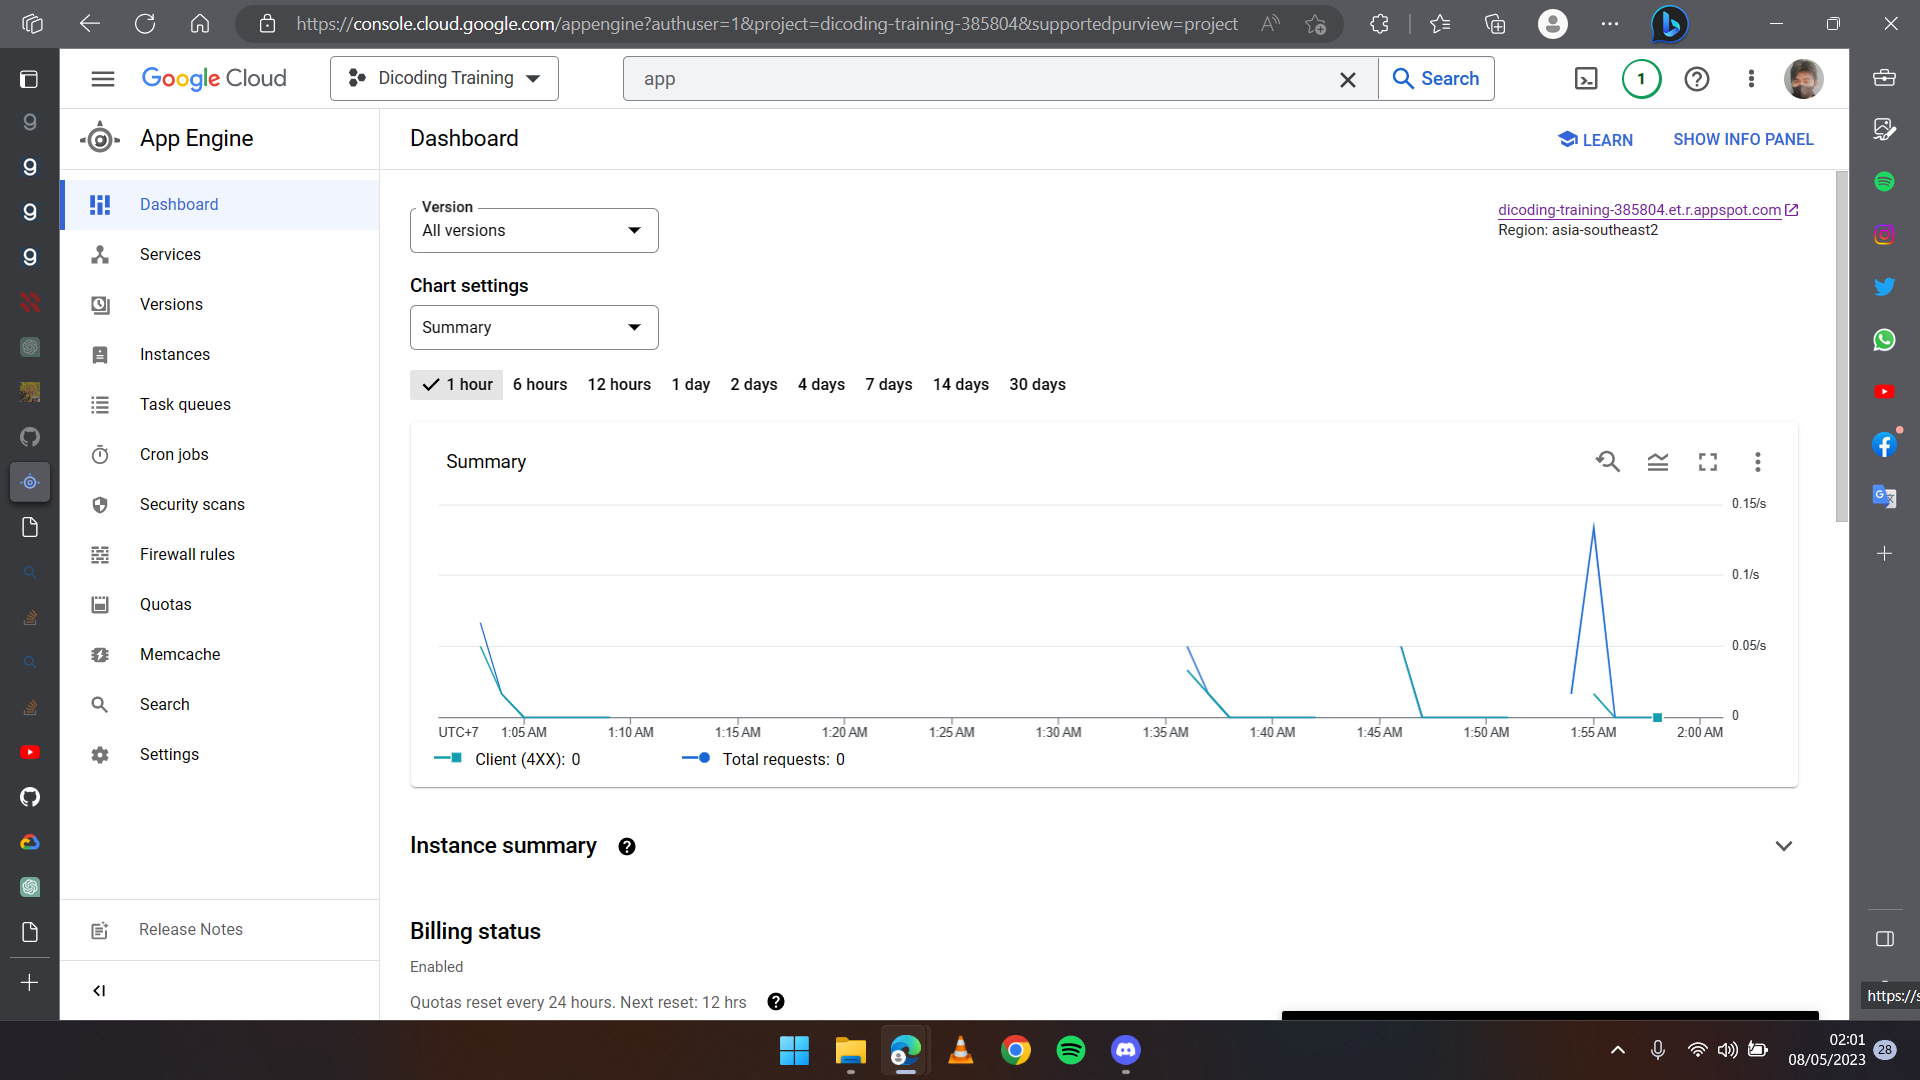 https://console.cloud.google.com/appengine?authuser=1&project=dicoding-training-385804&supportedpurview=project
Google Cloud
Dicoding Training
app
Search
1
App Engine
Dashboard
LEARN
SHOW INFO PANEL
Dashboard
Services
Versions
Instances
Task queues
Cron jobs
Security scans
Firewall rules
Quotas
Memcache
Search
Settings
Release Notes
Version
All versions
dicoding-training-385804.et.r.appspot.com
Region: asia-southeast2
Chart settings
Summary
1 hour 6 hours 12 hours 1 day 2 days 4 days 7 days 14 days 30 days
Summary
0.15/s
0.1/s
0.05/s
0
UTC+7 1:05 AM 1:10 AM 1:15 AM 1:20 AM 1:25 AM 1:30 AM 1:35 AM 1:40 AM 1:45 AM 1:50 AM 1:55 AM 2:00 AM
Client (4XX): 0 Total requests: 0
Instance summary
Billing status
Enabled
Quotas reset every 24 hours. Next reset: 12 hrs
https://s
02:01
08/05/2023
28